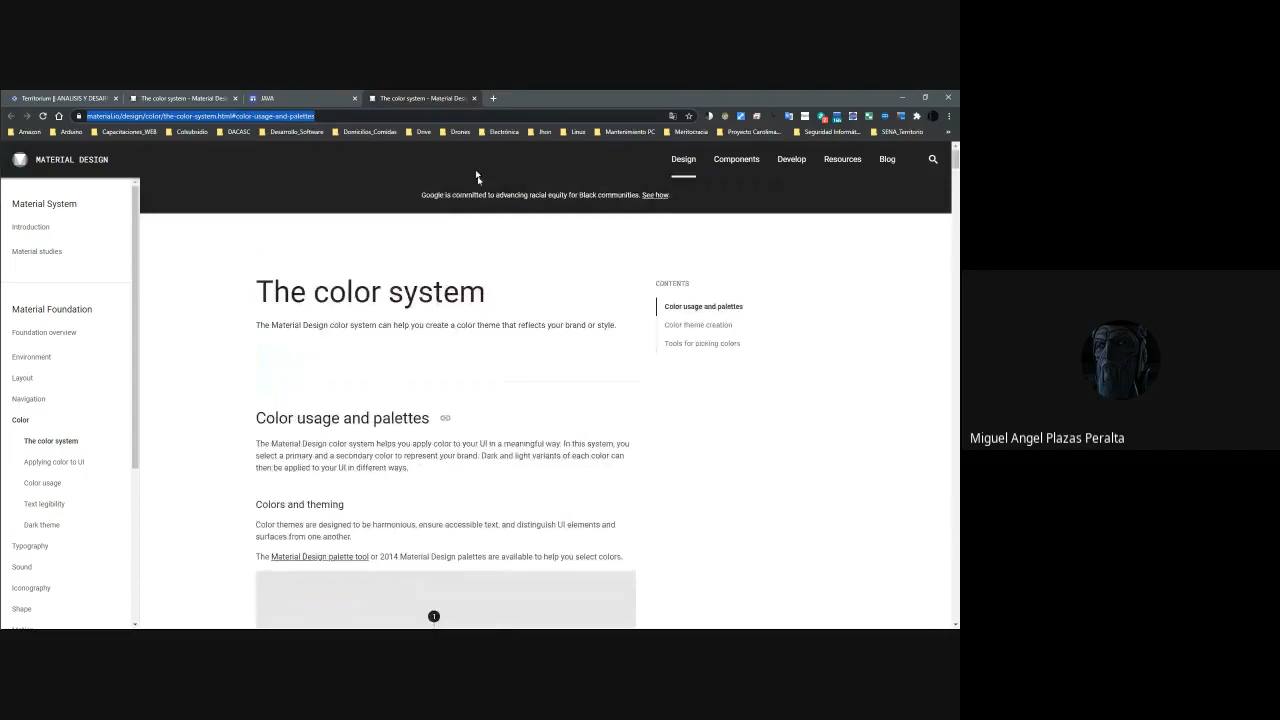 Territorium || ANALISIS Y DESAR
The color system - Material Desi
JAVA
The color system - Material Desi
material.io/design/color/the-color-system.html#color-usage-and-palettes
Amazon
Arduino
Capacitaciones_WEB
Colsubsidio
DACASC
Desarrollo_Software
Domicilios_Comidas
Drive
Drones
Electrónica
Jhon
Linux
Mantenimiento PC
Meritocracia
Proyecto Carolina...
Seguridad Informát...
SENA_Territorio
MATERIAL DESIGN
Design
Components
Develop
Resources
Blog
Google is committed to advancing racial equity for Black communities. See how.
Material System
Introduction
Material studies
Material Foundation
Foundation overview
Environment
Layout
Navigation
Color
The color system
Applying color to UI
Color usage
Text legibility
Dark theme
Typography
Sound
Iconography
Shape
The color system
The Material Design color system can help you create a color theme that reflects your brand or style.
CONTENTS
Color usage and palettes
Color theme creation
Tools for picking colors
Color usage and palettes
The Material Design color system helps you apply color to your UI in a meaningful way. In this system, you
select a primary and a secondary color to represent your brand. Dark and light variants of each color can
then be applied to your UI in different ways.
Colors and theming
Color themes are designed to be harmonious, ensure accessible text, and distinguish UI elements and
surfaces from one another.
The Material Design palette tool or 2014 Material Design palettes are available to help you select colors.
1
Miguel Angel Plazas Peralta